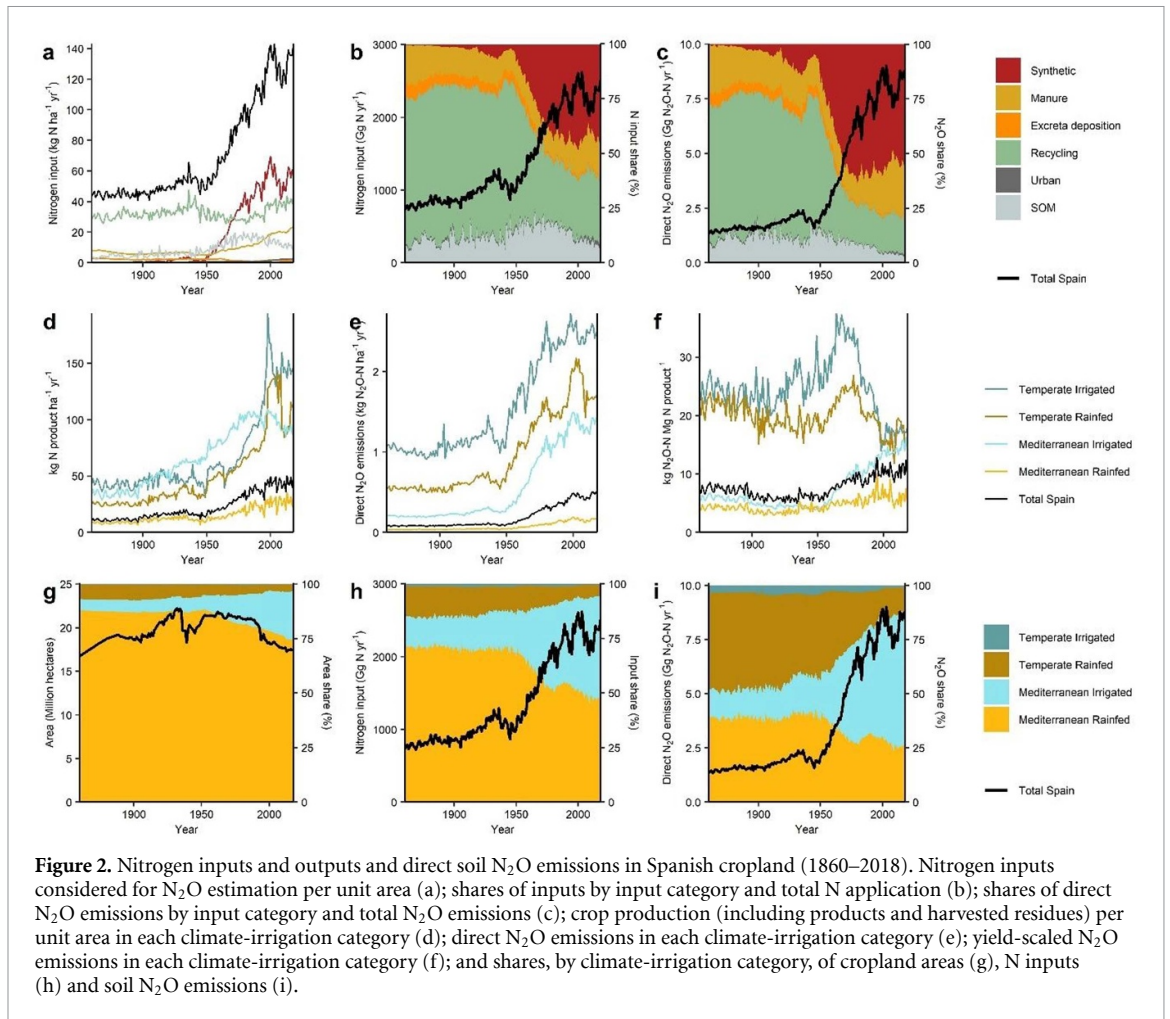 a
140
120
100
80
60
40
20
0
Nitrogen input (kg N ha⁻¹ yr⁻¹)
1900
1950
2000
Year
b
3000
2000
1000
0
Nitrogen input (Gg N yr⁻¹)
100
75
50
25
0
N input share (%)
1900
1950
2000
Year
c
10.0
7.5
5.0
2.5
0.0
Direct N₂O emissions (Gg N₂O-N yr⁻¹)
100
75
50
25
0
N₂O share (%)
1900
1950
2000
Year
Synthetic
Manure
Excreta deposition
Recycling
Urban
SOM
Total Spain
d
150
100
50
0
kg N product ha⁻¹ yr⁻¹
1900
1950
2000
Year
e
2
1
0
Direct N₂O emissions (kg N₂O-N ha⁻¹ yr⁻¹)
1900
1950
2000
Year
f
30
20
10
0
kg N₂O-N Mg N product⁻¹
1900
1950
2000
Year
Temperate Irrigated
Temperate Rainfed
Mediterranean Irrigated
Mediterranean Rainfed
Total Spain
g
25
20
15
10
5
0
Area (Million hectares)
100
75
50
25
0
Area share (%)
1900
1950
2000
Year
h
3000
2000
1000
0
Nitrogen input (Gg N yr⁻¹)
100
75
50
25
0
Input share (%)
1900
1950
2000
Year
i
10.0
7.5
5.0
2.5
0.0
Direct N₂O emissions (Gg N₂O-N yr⁻¹)
100
75
50
25
0
N₂O share (%)
1900
1950
2000
Year
Temperate Irrigated
Temperate Rainfed
Mediterranean Irrigated
Mediterranean Rainfed
Total Spain
Figure 2. Nitrogen inputs and outputs and direct soil N₂O emissions in Spanish cropland (1860–2018). Nitrogen inputs
considered for N₂O estimation per unit area (a); shares of inputs by input category and total N application (b); shares of direct
N₂O emissions by input category and total N₂O emissions (c); crop production (including products and harvested residues) per
unit area in each climate-irrigation category (d); direct N₂O emissions in each climate-irrigation category (e); yield-scaled N₂O
emissions in each climate-irrigation category (f); and shares, by climate-irrigation category, of cropland areas (g), N inputs
(h) and soil N₂O emissions (i).